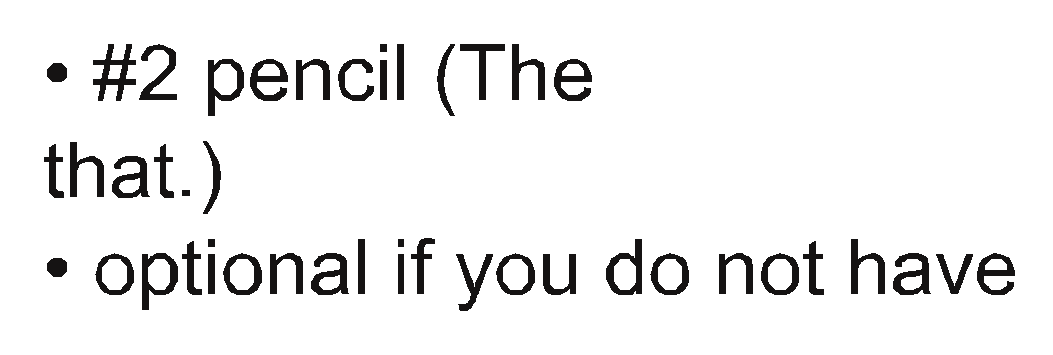 • #2 pencil (The
that.)
• optional if you do not have